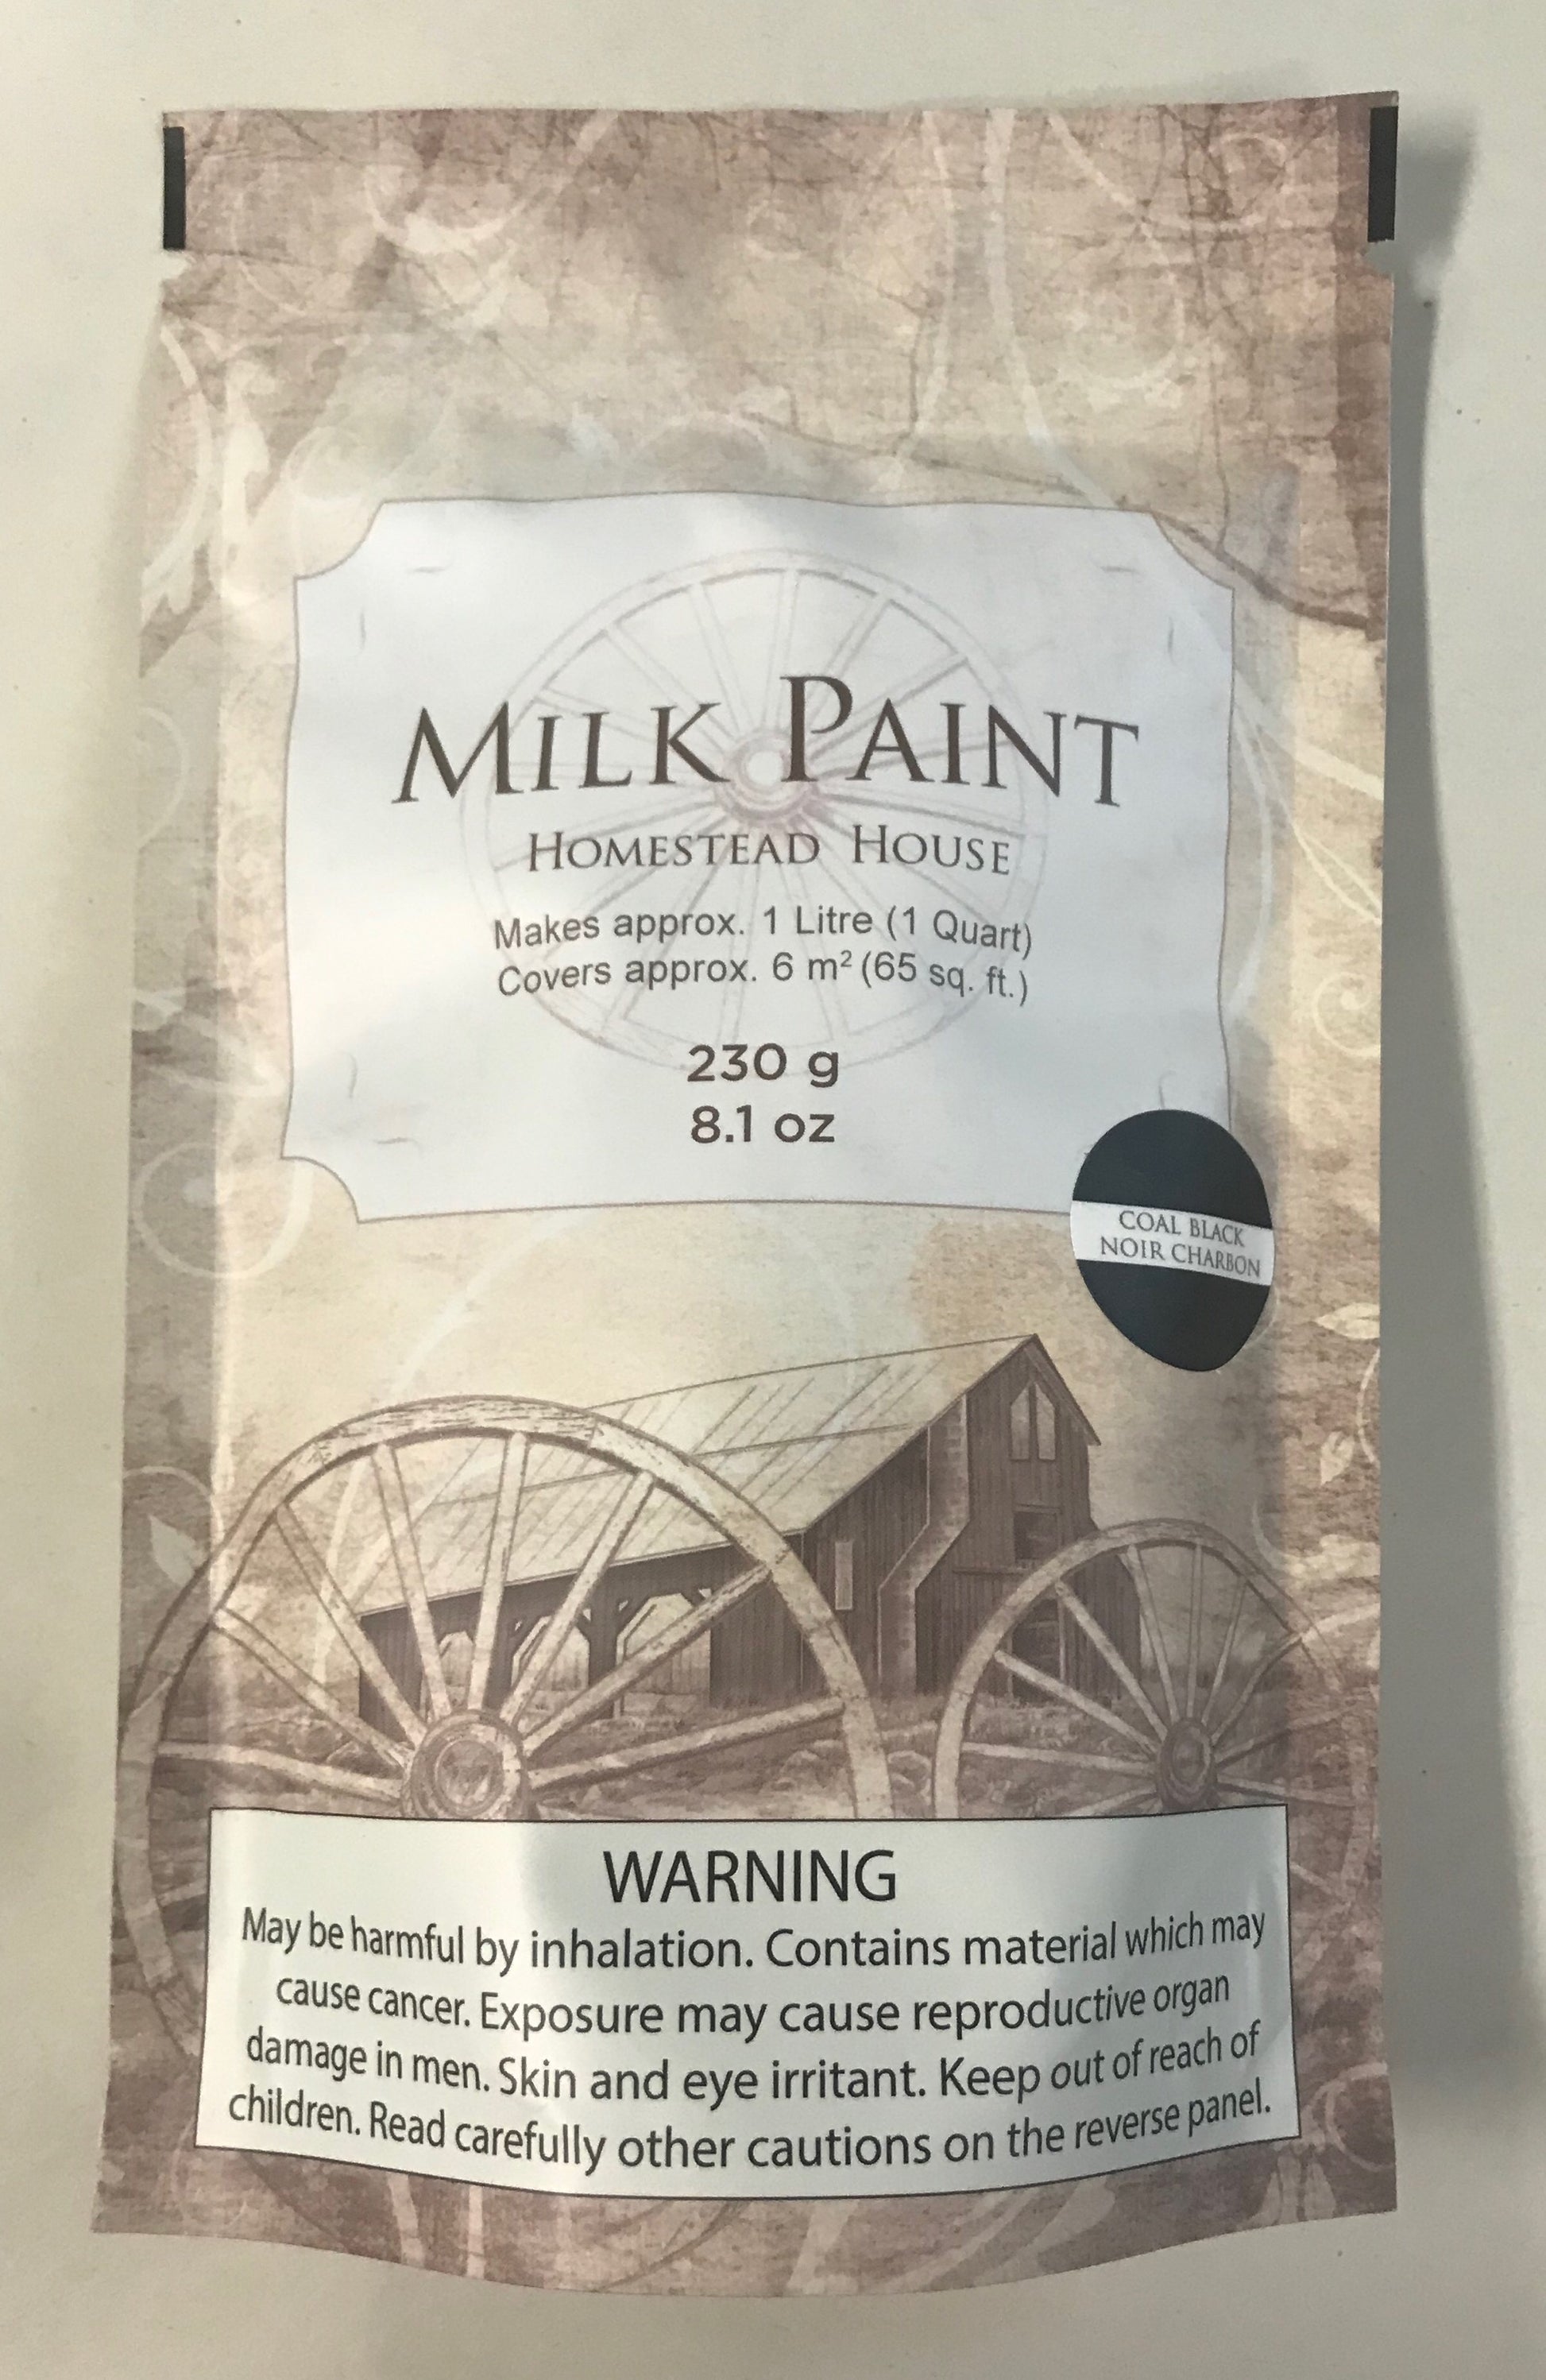 MILK PAINT
HOMESTEAD HOUSE
Makes approx. 1 Litre (1 Quart)
Covers approx. 6 m² (65 sq. ft.)
230 g
8.1 oz
COAL BLACK
NOIR CHARBON
WARNING
May be harmful by inhalation. Contains material which may
cause cancer. Exposure may cause reproductive organ
damage in men. Skin and eye irritant. Keep out of reach of
children. Read carefully other cautions on the reverse panel.